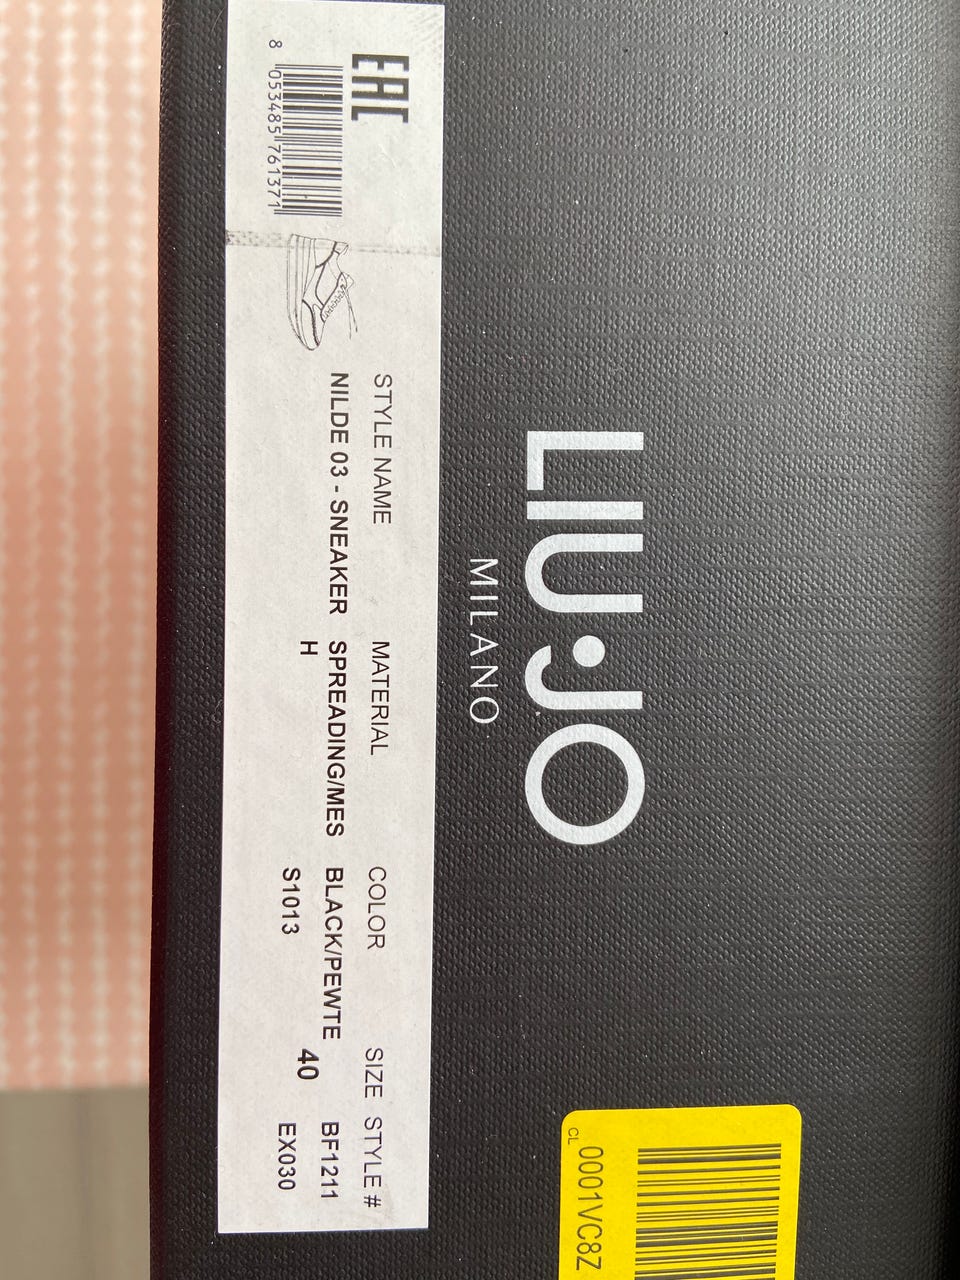 LIU·JO
MILANO
EAC
8 053485 761371
STYLE NAME MATERIAL COLOR SIZE STYLE #
NILDE 03 - SNEAKER SPREADING/MES BLACK/PEWTE 40 BF1211
H S1013 EX030
CL 0001VC8Z